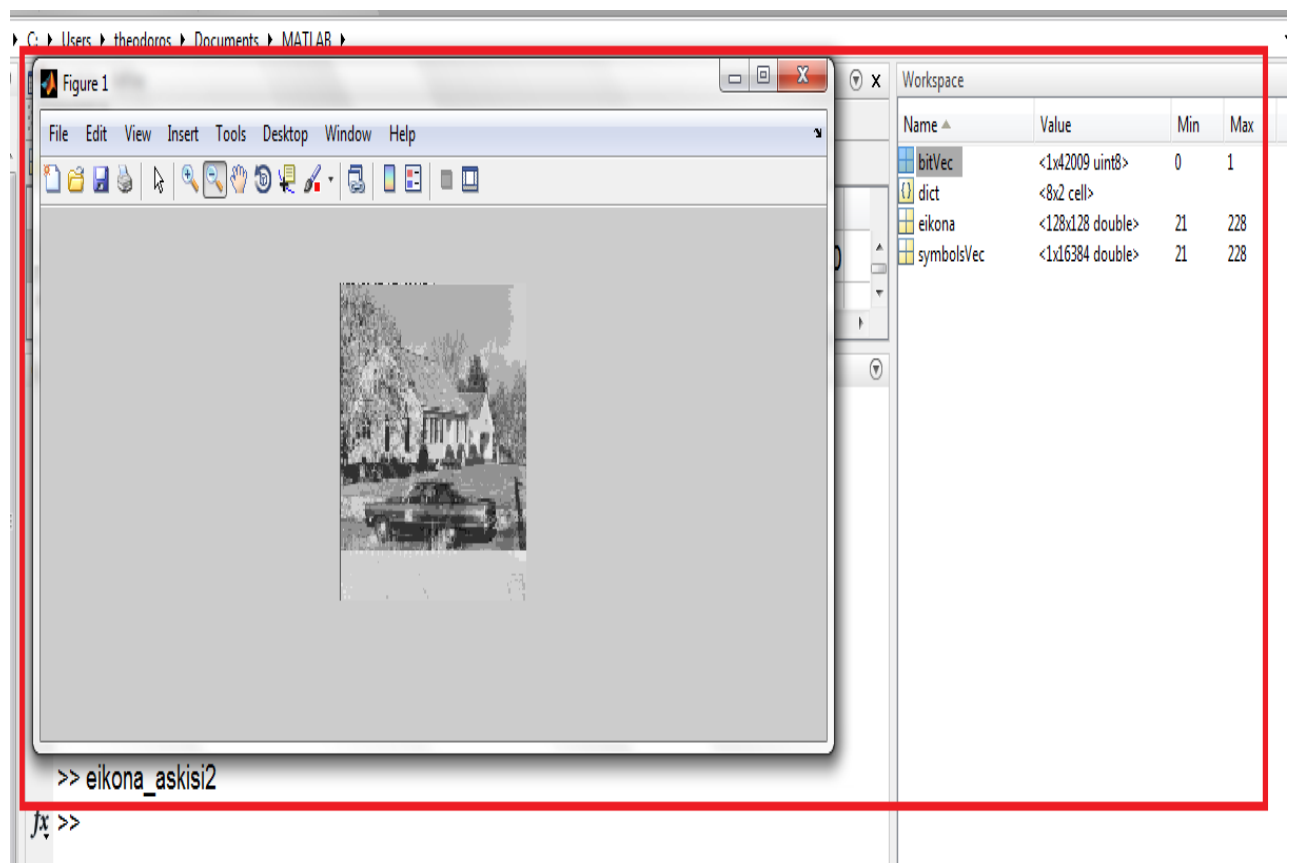 C: Users theodoros Documents MATLAB
Figure 1
File Edit View Insert Tools Desktop Window Help
Workspace
Name Value Min Max
bitVec <1x42009 uint8> 0 1
dict <8x2 cell>
eikona <128x128 double> 21 228
symbolsVec <1x16384 double> 21 228
>> eikona_askisi2
fx >>